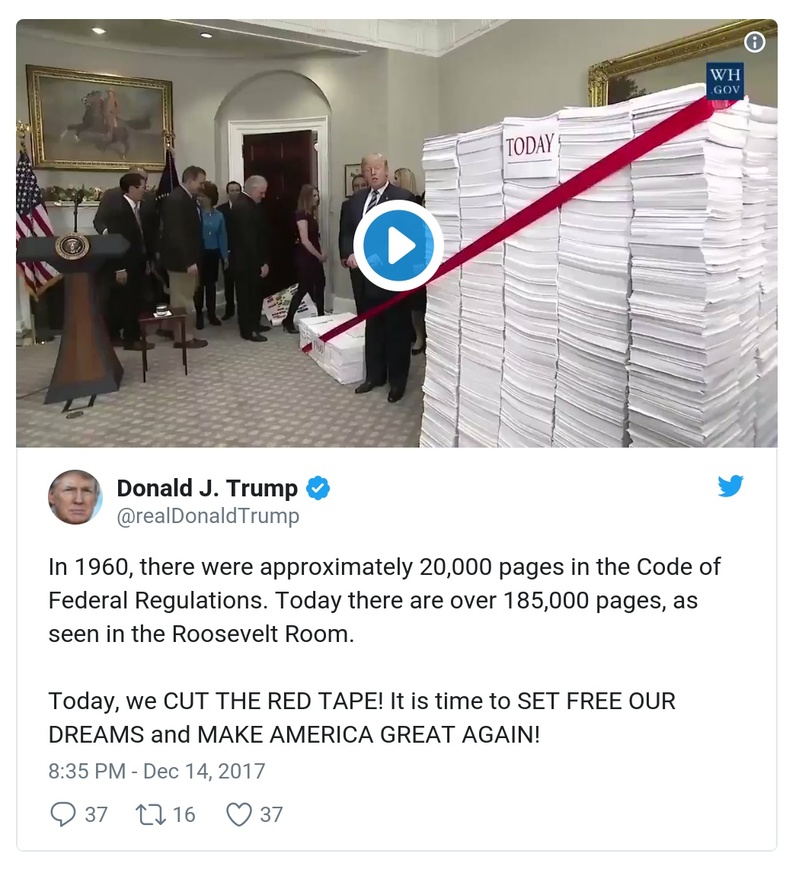 WH
.GOV
TODAY
Donald J. Trump
@realDonaldTrump
In 1960, there were approximately 20,000 pages in the Code of
Federal Regulations. Today there are over 185,000 pages, as
seen in the Roosevelt Room.
Today, we CUT THE RED TAPE! It is time to SET FREE OUR
DREAMS and MAKE AMERICA GREAT AGAIN!
8:35 PM - Dec 14, 2017
37 16 37